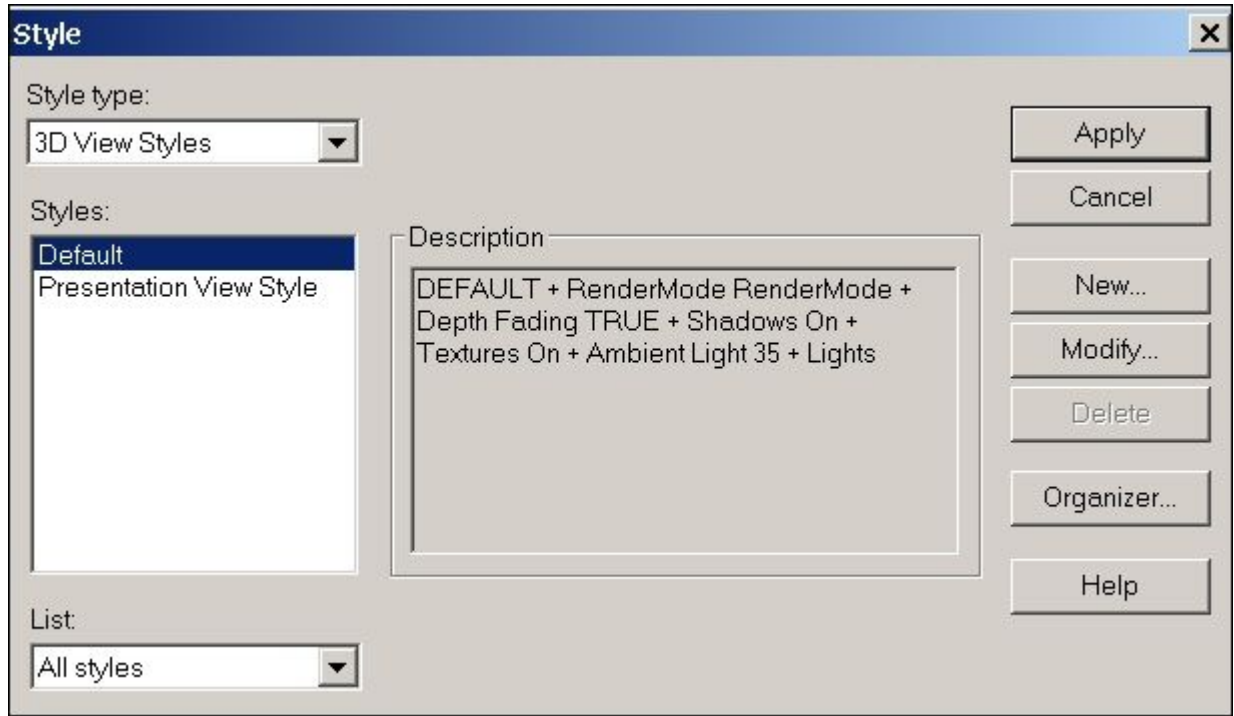 Style
Style type:
3D View Styles
Styles:
Default
Presentation View Style
List:
All styles
Description
DEFAULT + RenderMode RenderMode +
Depth Fading TRUE + Shadows On +
Textures On + Ambient Light 35 + Lights
Apply
Cancel
New...
Modify...
Delete
Organizer...
Help